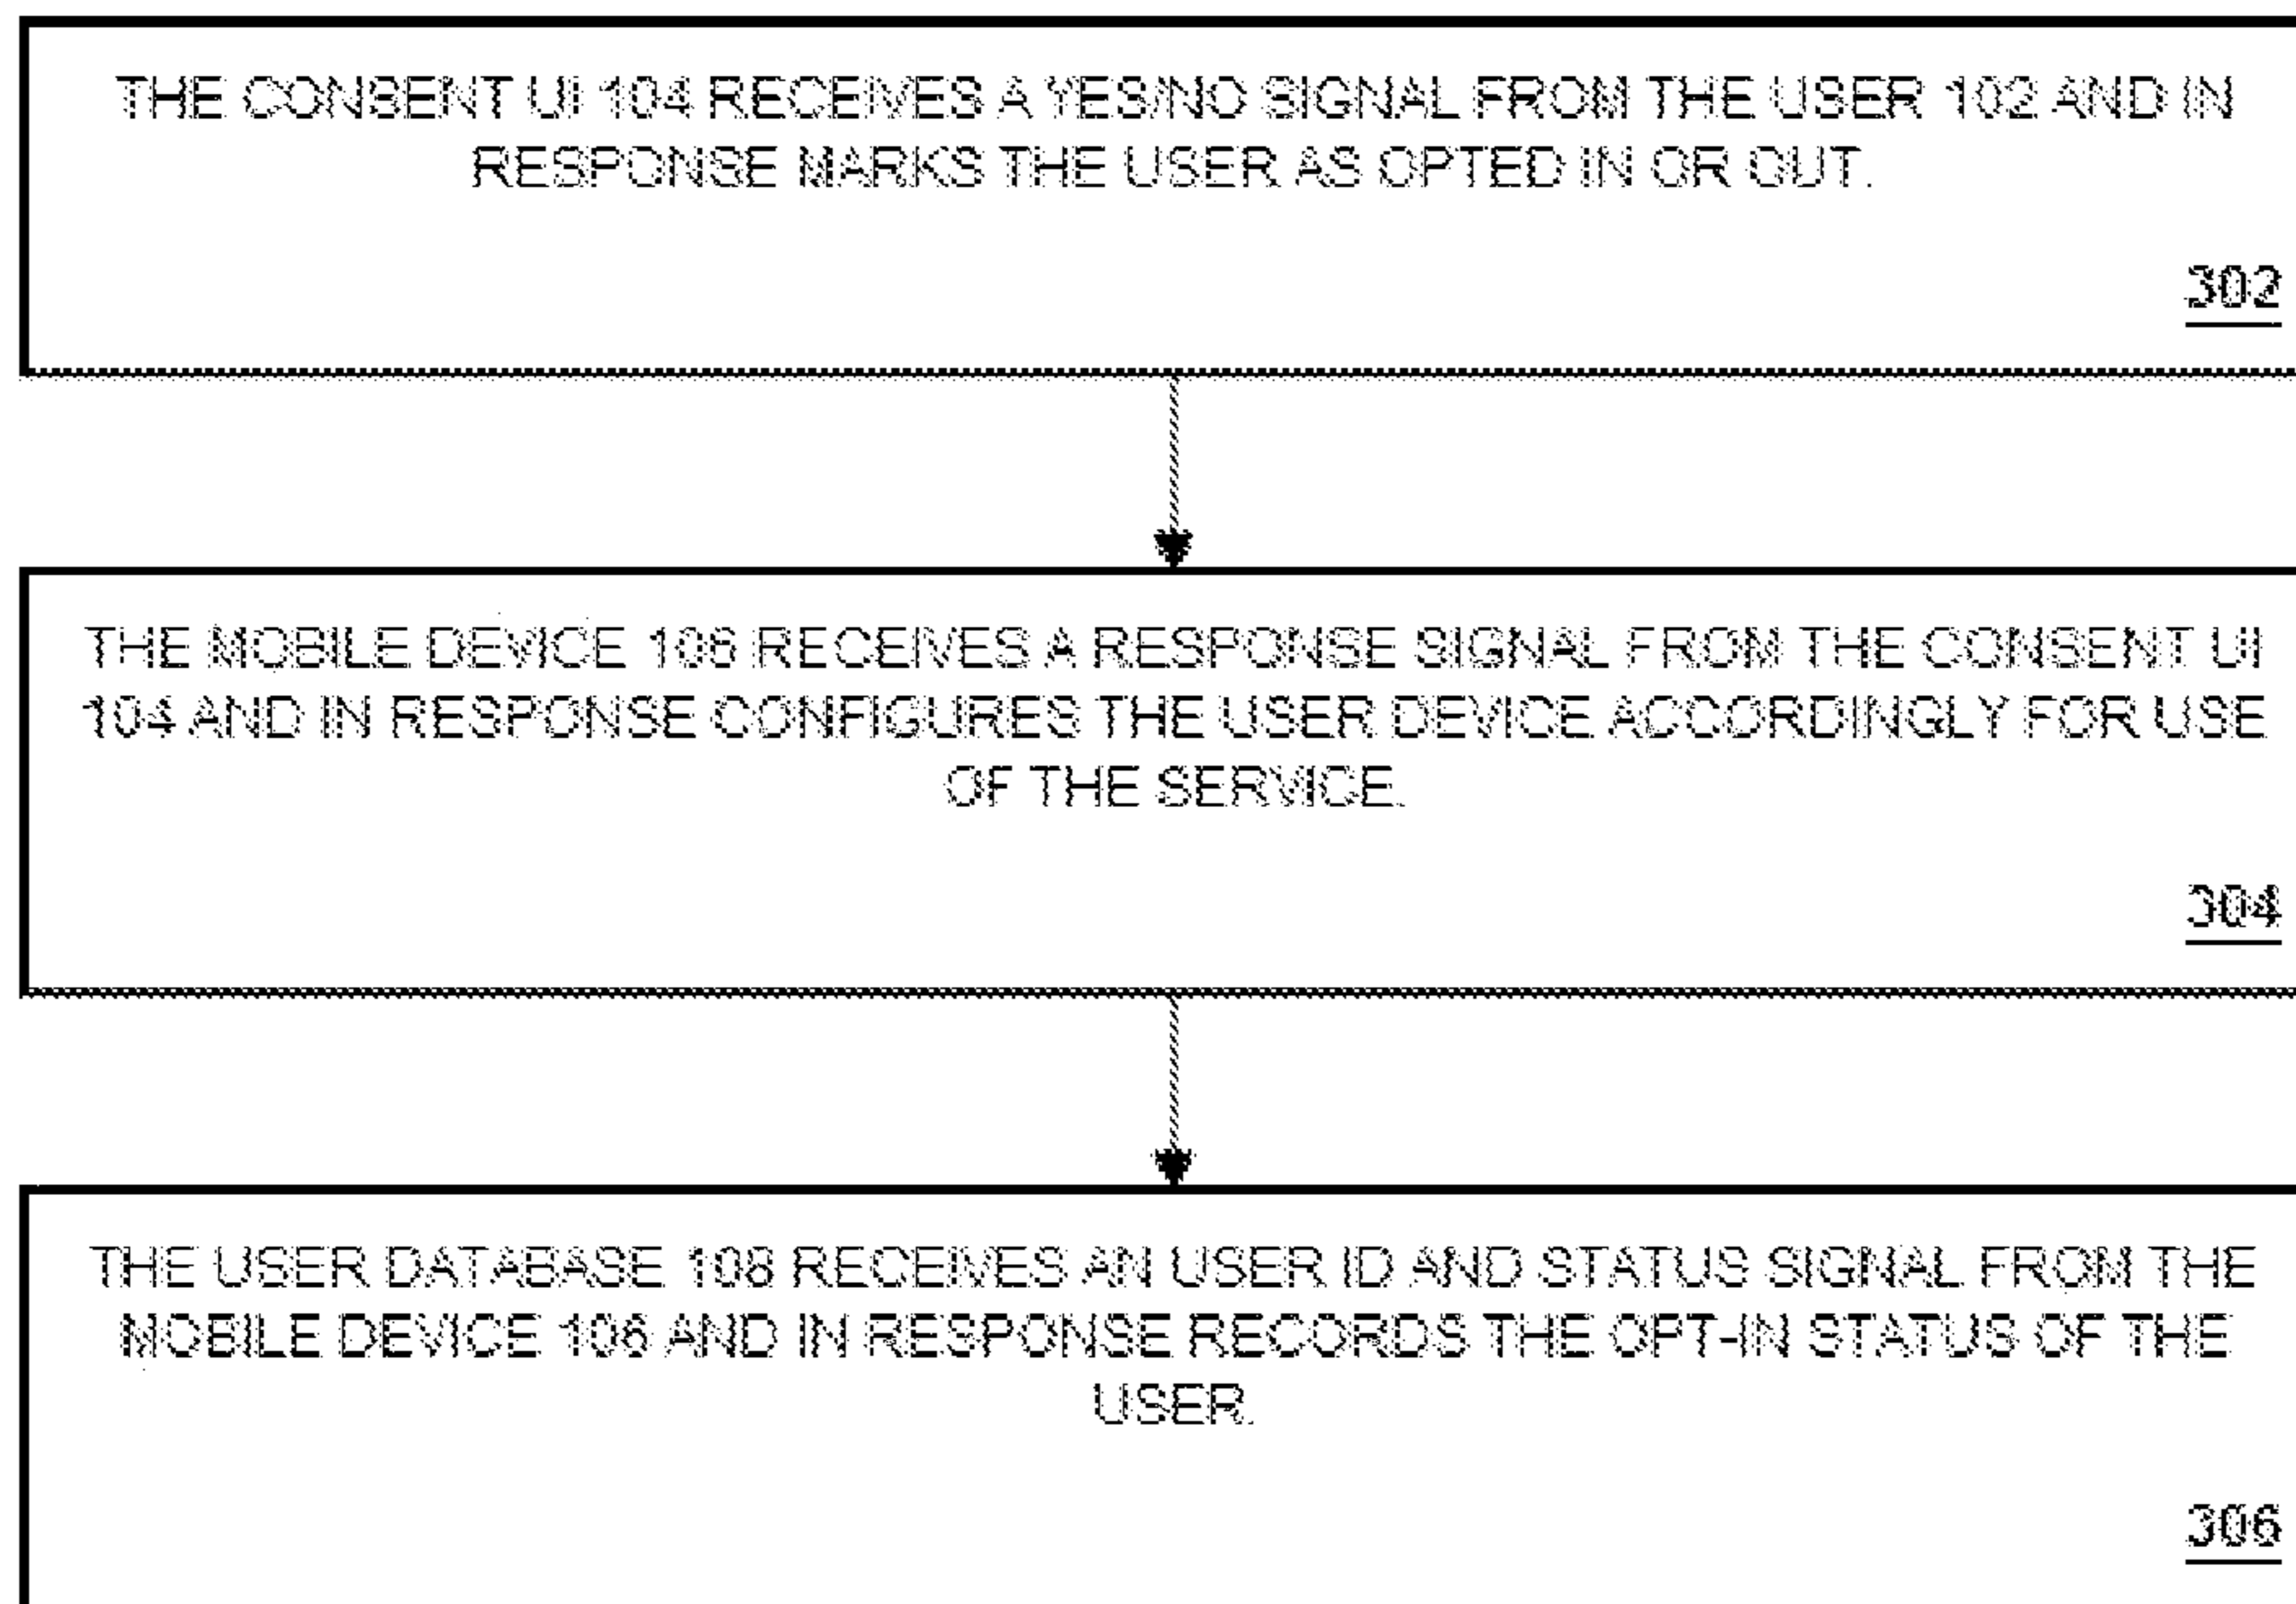 THE CONSENT UI 104 RECEIVES A YES/NO SIGNAL FROM THE USER 102 AND IN
RESPONSE MARKS THE USER AS OPTED IN OR OUT.
302
THE MOBILE DEVICE 106 RECEIVES A RESPONSE SIGNAL FROM THE CONSENT UI
104 AND IN RESPONSE CONFIGURES THE USER DEVICE ACCORDINGLY FOR USE
OF THE SERVICE.
304
THE USER DATABASE 108 RECEIVES AN USER ID AND STATUS SIGNAL FROM THE
MOBILE DEVICE 106 AND IN RESPONSE RECORDS THE OPT-IN STATUS OF THE
USER.
306